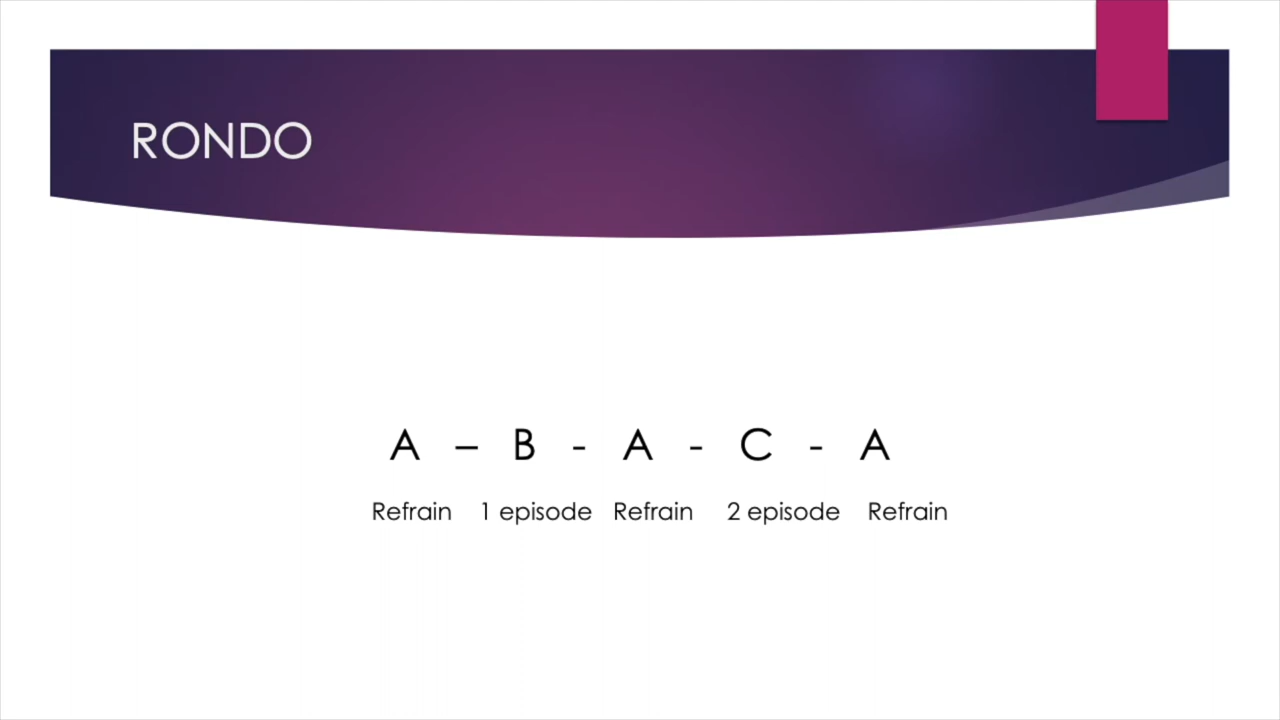 RONDO
A – B - A - C - A
Refrain 1 episode Refrain 2 episode Refrain